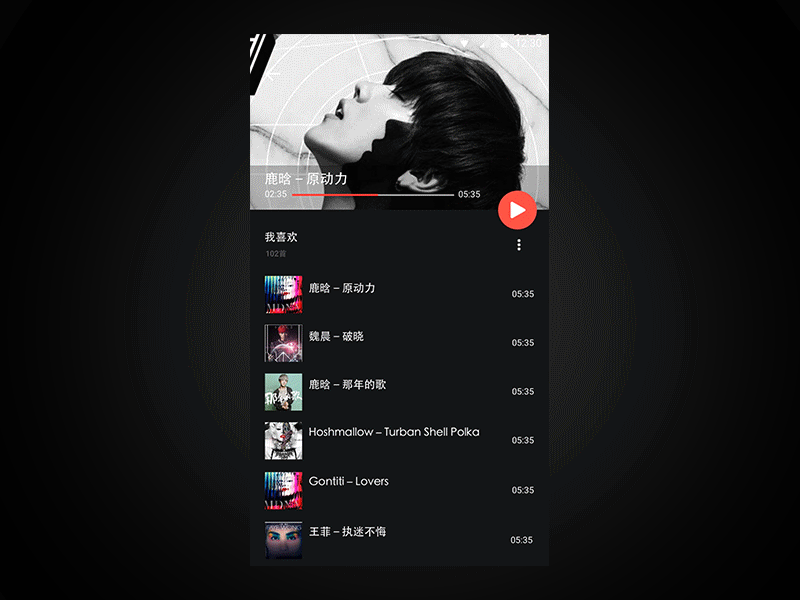 12:30
鹿晗 – 原动力
02:35
05:35
我喜欢
102首
鹿晗 – 原动力
05:35
魏晨 – 破晓
05:35
鹿晗 – 那年的歌
05:35
Hoshmallow – Turban Shell Polka
05:35
Gontiti – Lovers
05:35
王菲 – 执迷不悔
05:35